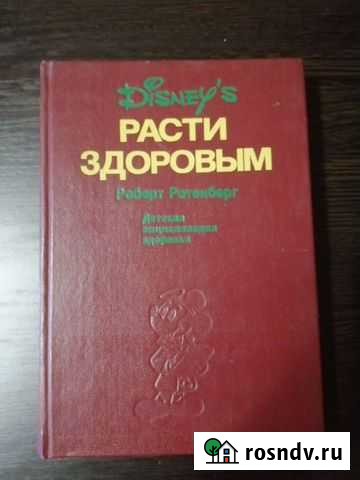 Disney's
РАСТИ
ЗДОРОВЫМ
Роберт Ротенберг
Детская
энциклопедия
здоровья
rosndv.ru